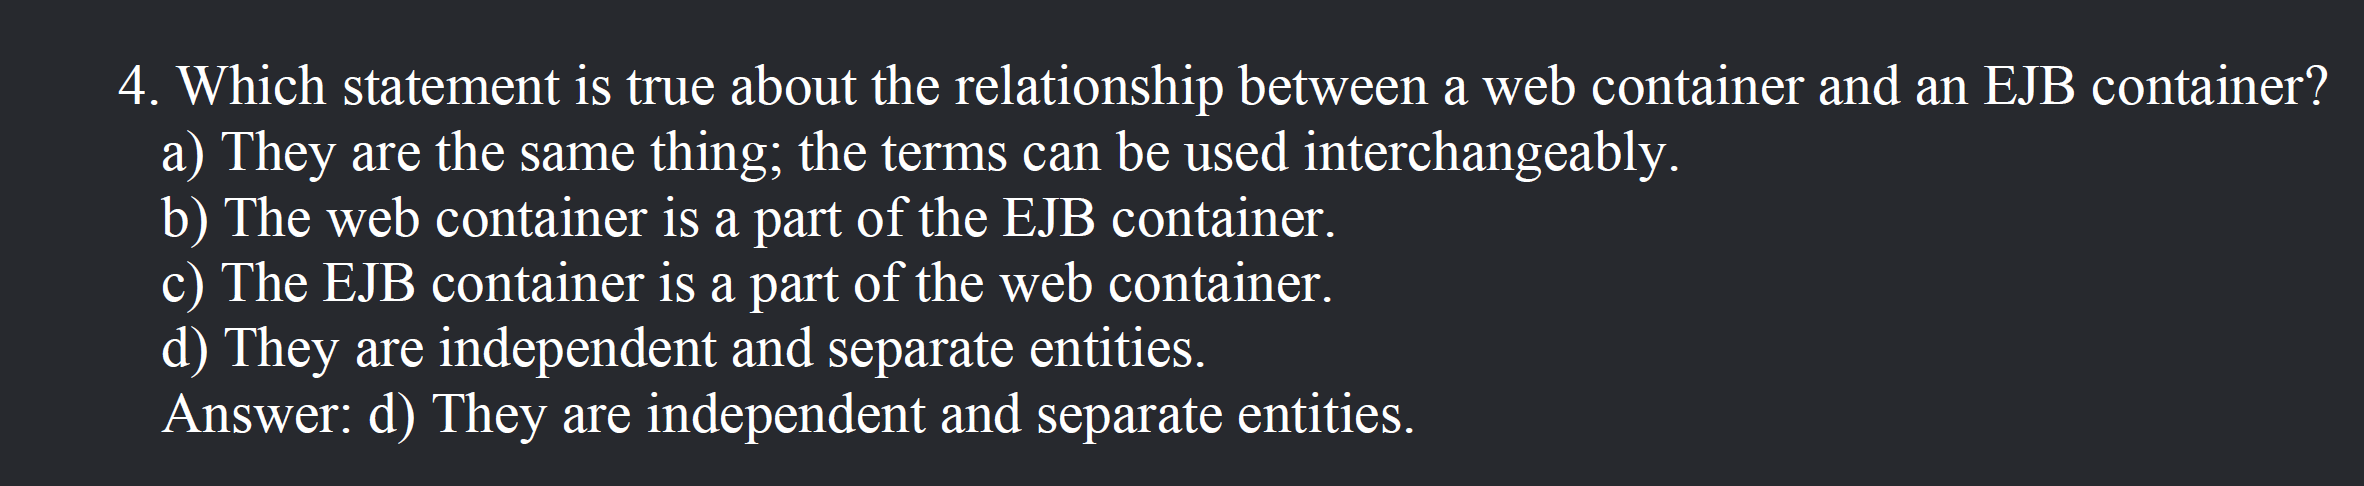 4. Which statement is true about the relationship between a web container and an EJB container?
a) They are the same thing; the terms can be used interchangeably.
b) The web container is a part of the EJB container.
c) The EJB container is a part of the web container.
d) They are independent and separate entities.
Answer: d) They are independent and separate entities.